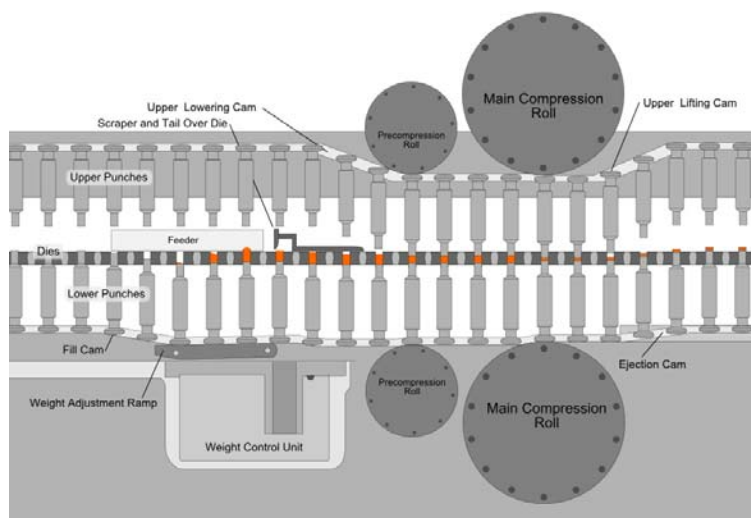 Upper Lowering Cam
Scraper and Tail Over Die
Upper Punches
Precompression
Roll
Main Compression
Roll
Upper Lifting Cam
Feeder
Dies
Lower Punches
Fill Cam
Weight Adjustment Ramp
Weight Control Unit
Precompression
Roll
Main Compression
Roll
Ejection Cam